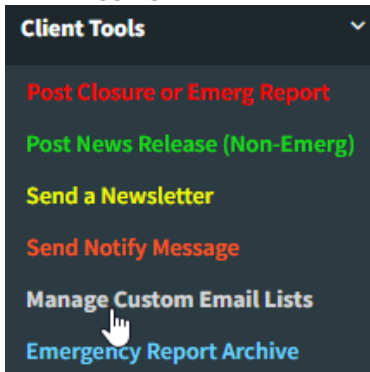 Client Tools
Post Closure or Emerg Report
Post News Release (Non-Emerg)
Send a Newsletter
Send Notify Message
Manage Custom Email Lists
Emergency Report Archive